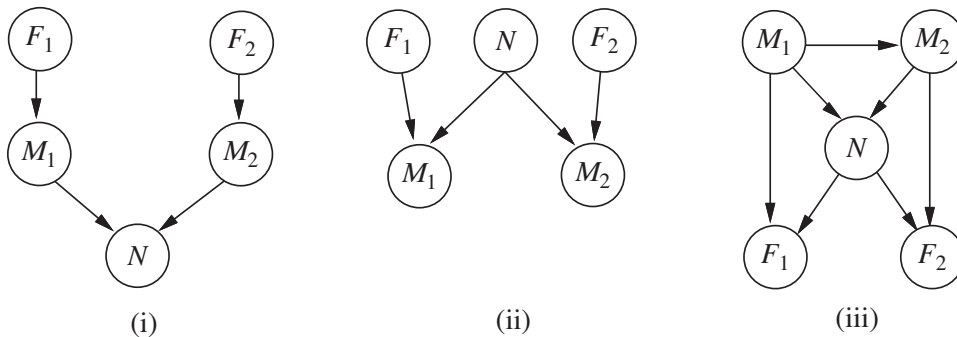 F₁ F₂ F₁ N F₂ M₁ M₂
M₁ M₂ M₁ M₂ N
N F₁ F₂
(i) (ii) (iii)